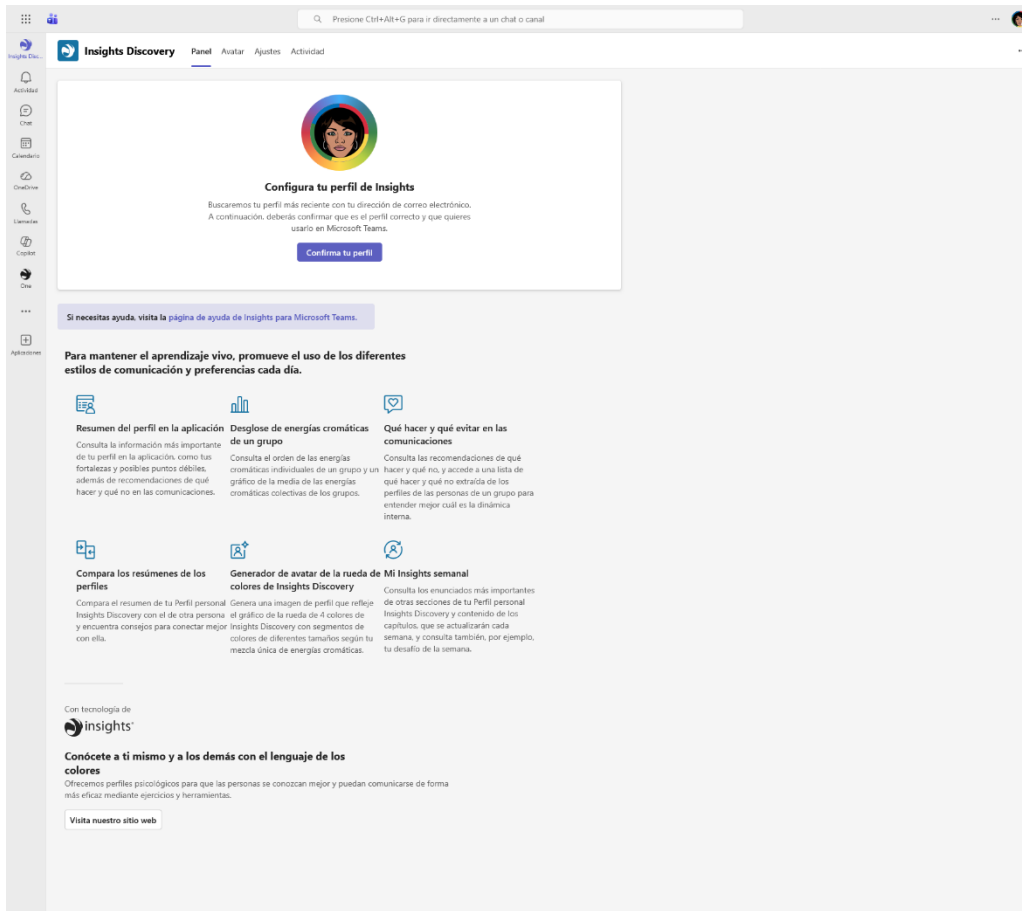 Presione Ctrl+Alt+G para ir directamente a un chat o canal
Insights Disc...
Actividad
Chat
Calendario
OneDrive
Llamadas
Copilot
One
Aplicaciones
Insights Discovery
Panel
Avatar
Ajustes
Actividad
Configura tu perfil de Insights
Buscaremos tu perfil más reciente con tu dirección de correo electrónico.
A continuación, deberás confirmar que es el perfil correcto y que quieres
usarlo en Microsoft Teams.
Confirma tu perfil
Si necesitas ayuda, visita la página de ayuda de Insights para Microsoft Teams.
Para mantener el aprendizaje vivo, promueve el uso de los diferentes
estilos de comunicación y preferencias cada día.
Resumen del perfil en la aplicación
Consulta la información más importante
de tu perfil en la aplicación, como tus
fortalezas y posibles puntos débiles,
además de recomendaciones de qué
hacer y qué no en las comunicaciones.
Desglose de energías cromáticas
de un grupo
Consulta el orden de las energías
cromáticas individuales de un grupo y un
gráfico de la media de las energías
cromáticas colectivas de los grupos.
Qué hacer y qué evitar en las
comunicaciones
Consulta las recomendaciones de qué
hacer y qué no, y accede a una lista de
qué hacer y qué no extraída de los
perfiles de las personas de un grupo para
entender mejor cuál es la dinámica
interna.
Compara los resúmenes de los
perfiles
Compara el resumen de tu Perfil personal
Insights Discovery con el de otra persona
y encuentra consejos para conectar mejor
con ella.
Generador de avatar de la rueda de
colores de Insights Discovery
Genera una imagen de perfil que refleje
el gráfico de la rueda de 4 colores de
Insights Discovery con segmentos de
colores de diferentes tamaños según tu
mezcla única de energías cromáticas.
Mi Insights semanal
Consulta los enunciados más importantes
de otras secciones de tu Perfil personal
Insights Discovery y contenido de los
capítulos, que se actualizarán cada
semana, y consulta también, por ejemplo,
tu desafío de la semana.
Con tecnología de
insights
Conócete a ti mismo y a los demás con el lenguaje de los
colores
Ofrecemos perfiles psicológicos para que las personas se conozcan mejor y puedan comunicarse de forma
más eficaz mediante ejercicios y herramientas.
Visita nuestro sitio web